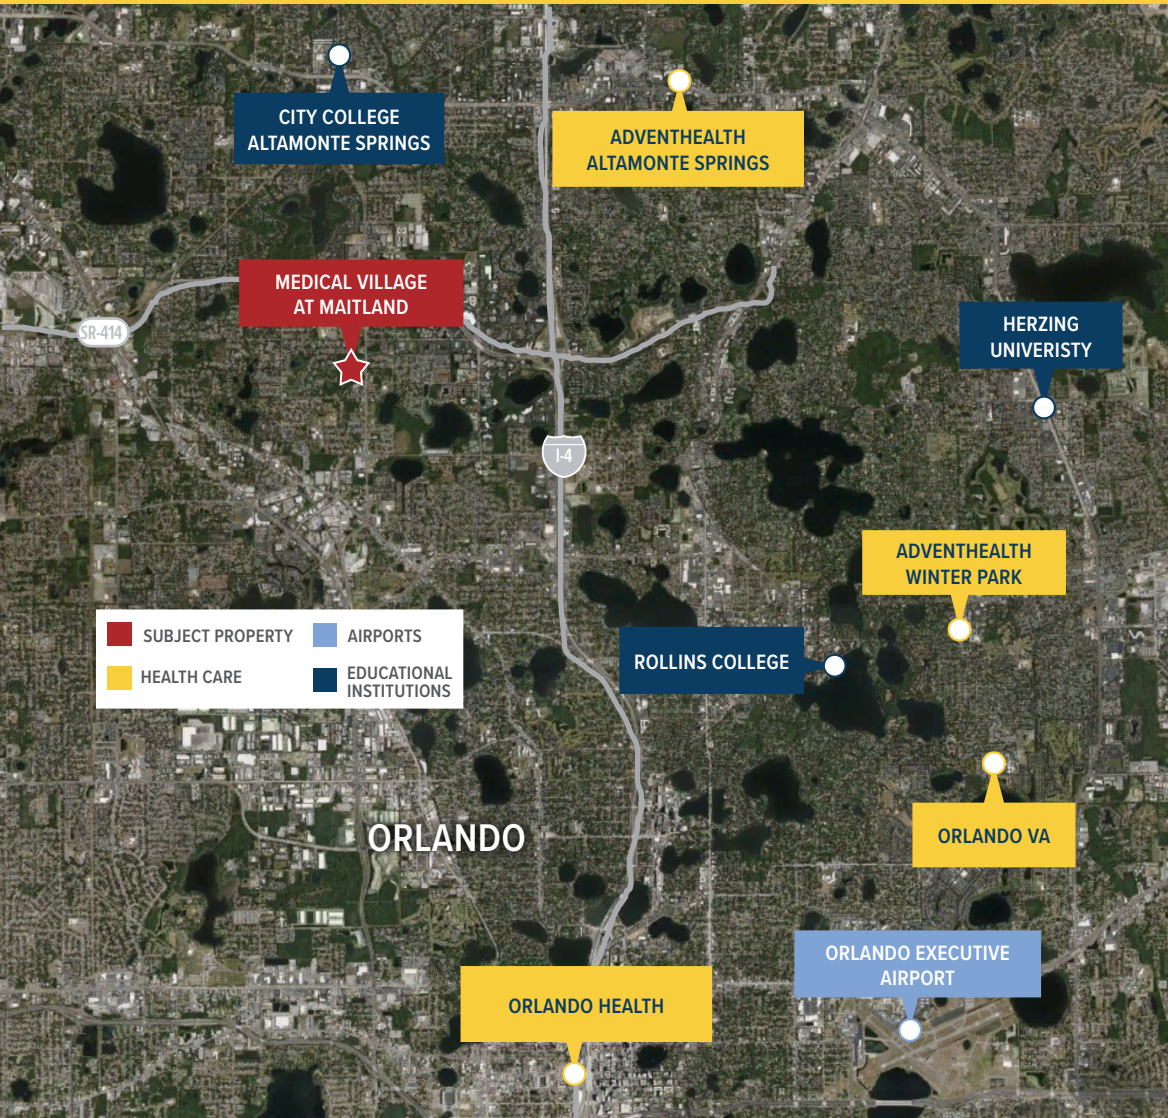 CITY COLLEGE
ALTAMONTE SPRINGS
ADVENTHEALTH
ALTAMONTE SPRINGS
MEDICAL VILLAGE
AT MAITLAND
SR-414
HERZING
UNIVERISTY
I-4
ADVENTHEALTH
WINTER PARK
SUBJECT PROPERTY
AIRPORTS
HEALTH CARE
EDUCATIONAL
INSTITUTIONS
ROLLINS COLLEGE
ORLANDO
ORLANDO VA
ORLANDO EXECUTIVE
AIRPORT
ORLANDO HEALTH